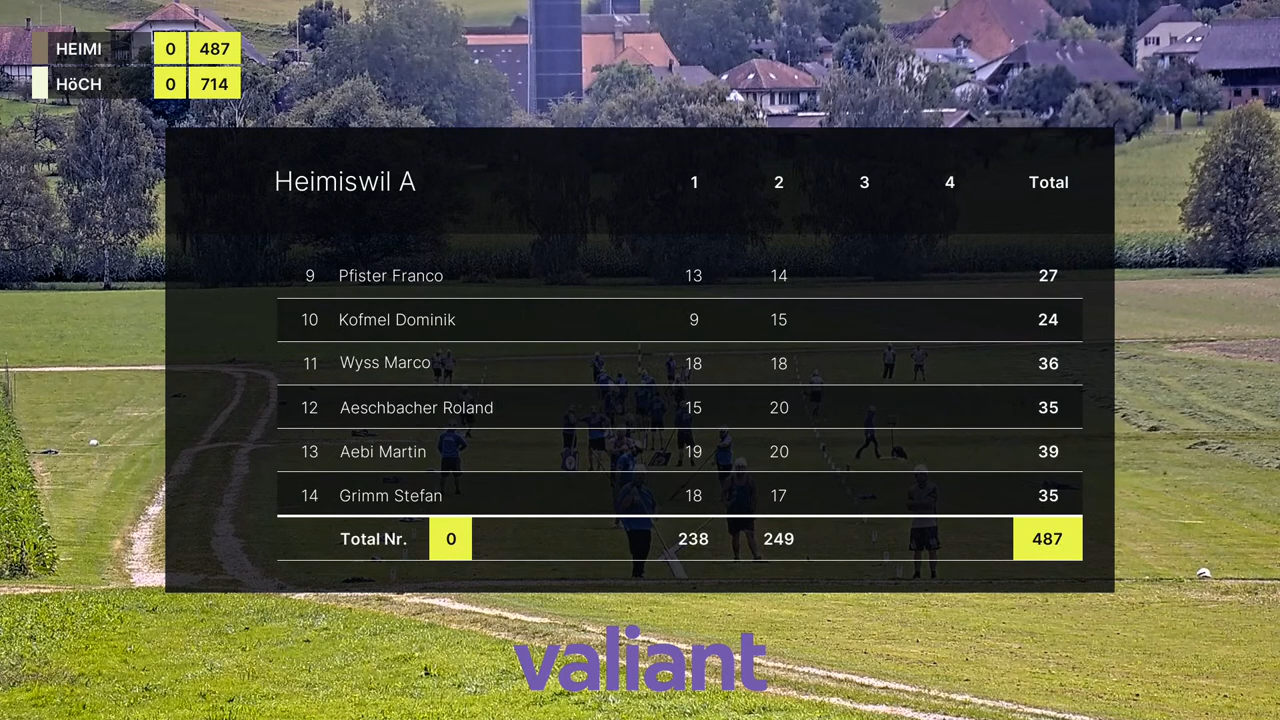 HEIMI 0 487
HöCH 0 714
Heimiswil A 1 2 3 4 Total
9 Pfister Franco 13 14 27
10 Kofmel Dominik 9 15 24
11 Wyss Marco 18 18 36
12 Aeschbacher Roland 15 20 35
13 Aebi Martin 19 20 39
14 Grimm Stefan 18 17 35
Total Nr. 0 238 249 487
valiant